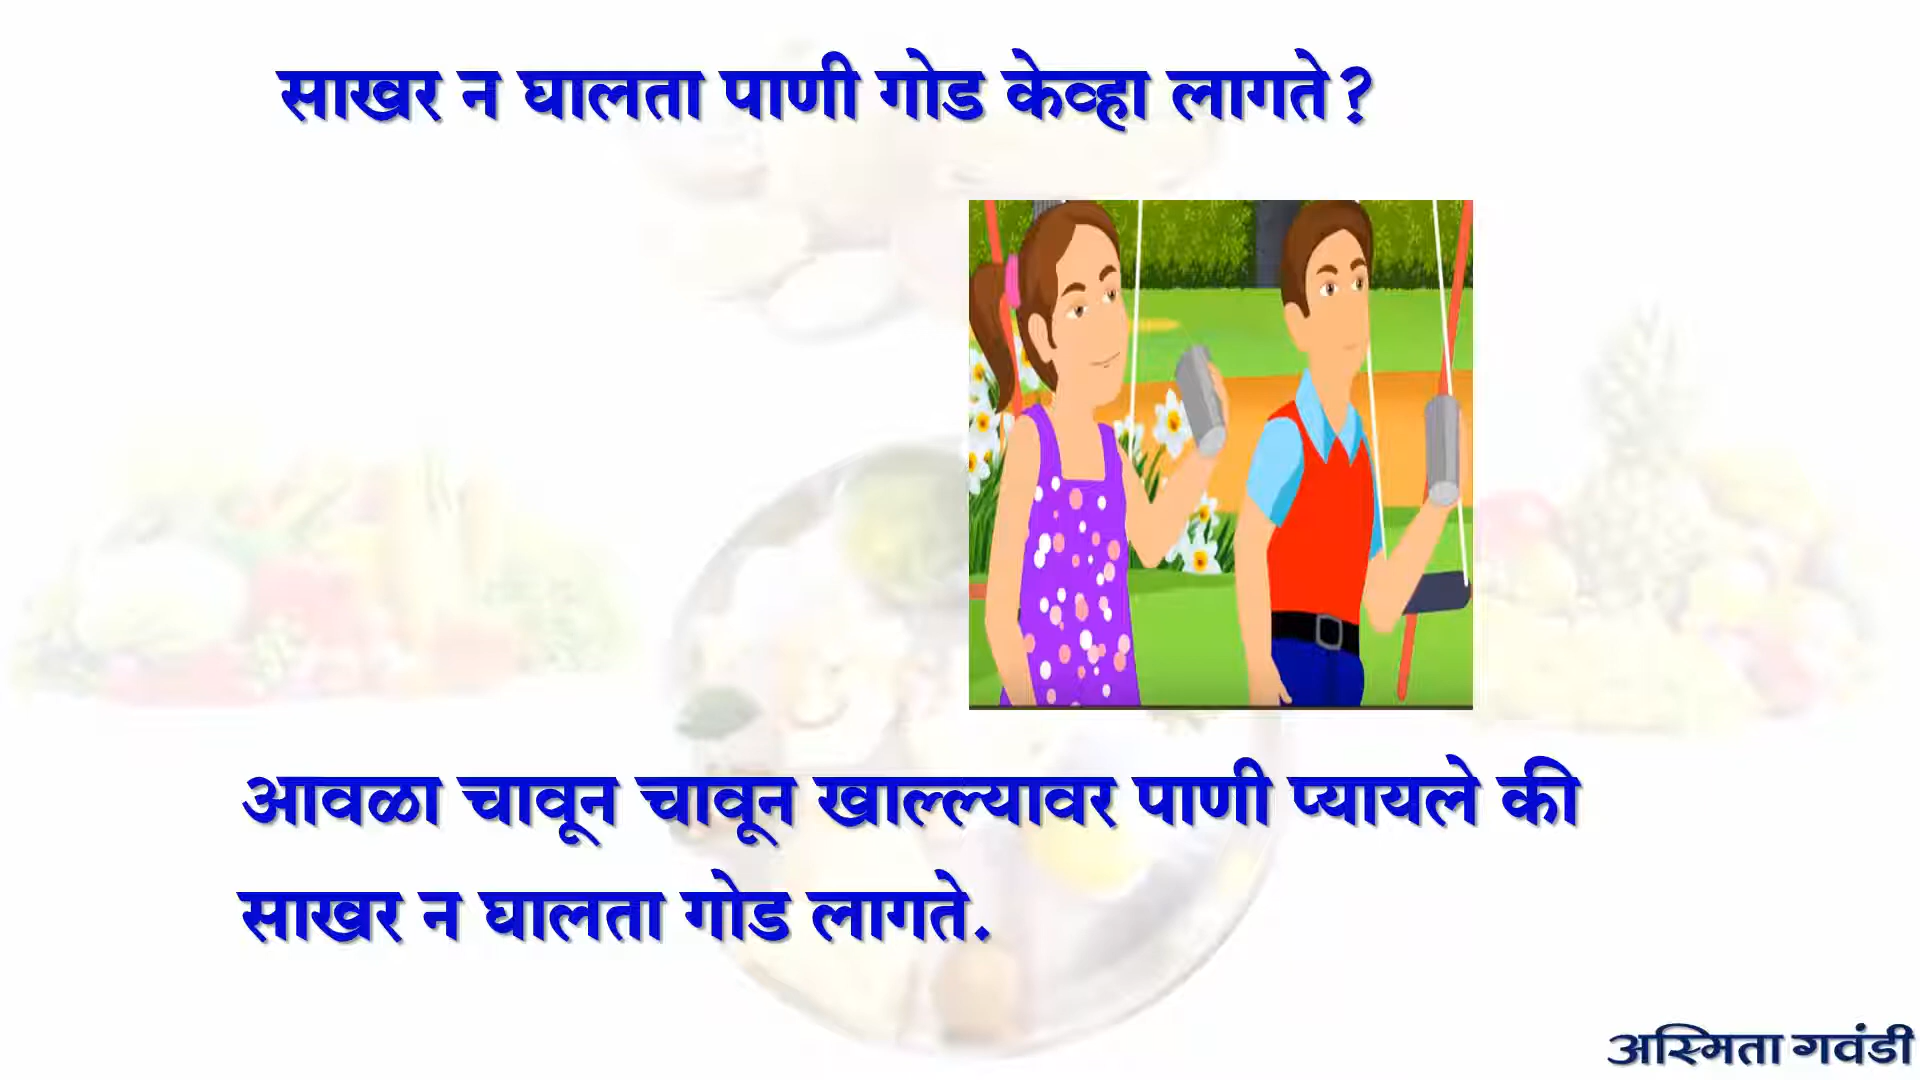 साखर न घालता पाणी गोड केव्हा लागते?
आवळा चावून चावून खाल्ल्यावर पाणी प्यायले की
साखर न घालता गोड लागते.
अस्मिता गवंडी